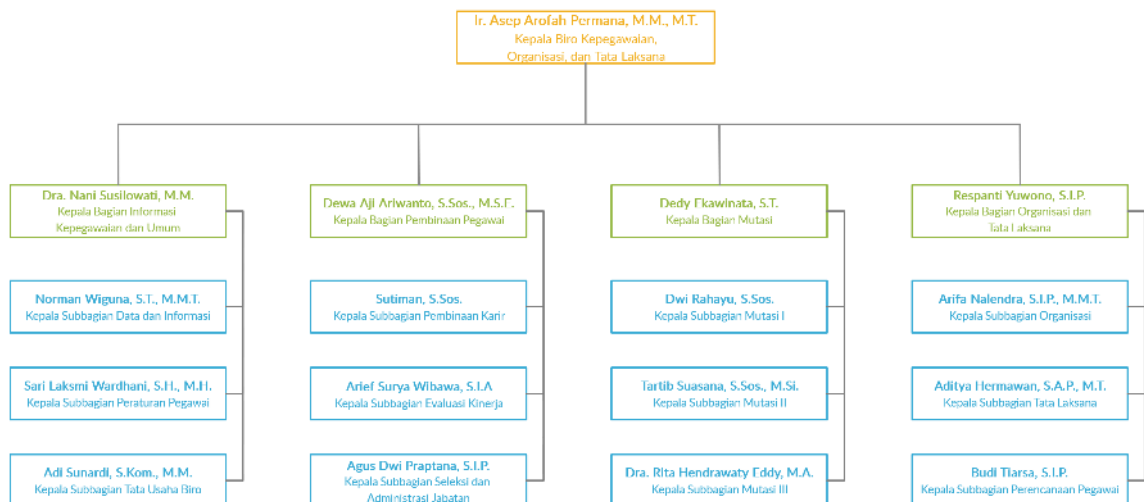 Ir. Asep Arofah Permana, M.M., M.T.
Kepala Biro Kepegawaian,
Organisasi, dan Tata Laksana
Dra. Nani Susilowati, M.M.
Kepala Bagian Informasi
Kepegawaian dan Umum
Dewa Aji Ariwanto, S.Sos., M.S.E.
Kepala Bagian Pembinaan Pegawai
Dedy Ekawinata, S.T.
Kepala Bagian Mutasi
Respanti Yuwono, S.I.P.
Kepala Bagian Organisasi dan
Tata Laksana
Norman Wiguna, S.T., M.M.T.
Kepala Subbagian Data dan Informasi
Sutiman, S.Sos.
Kepala Subbagian Pembinaan Karir
Dwi Rahayu, S.Sos.
Kepala Subbagian Mutasi I
Arifa Nalendra, S.I.P., M.M.T.
Kepala Subbagian Organisasi
Sari Laksmi Wardhani, S.H., M.H.
Kepala Subbagian Peraturan Pegawai
Arief Surya Wibawa, S.I.A
Kepala Subbagian Evaluasi Kinerja
Tartib Suasana, S.Sos., M.Si.
Kepala Subbagian Mutasi II
Aditya Hermawan, S.A.P., M.T.
Kepala Subbagian Tata Laksana
Adi Sunardi, S.Kom., M.M.
Kepala Subbagian Tata Usaha Biro
Agus Dwi Praptana, S.I.P.
Kepala Subbagian Seleksi dan
Administrasi Jabatan
Dra. Rita Hendrawaty Eddy, M.A.
Kepala Subbagian Mutasi III
Budi Tiarsa, S.I.P.
Kepala Subbagian Perencanaan Pegawai